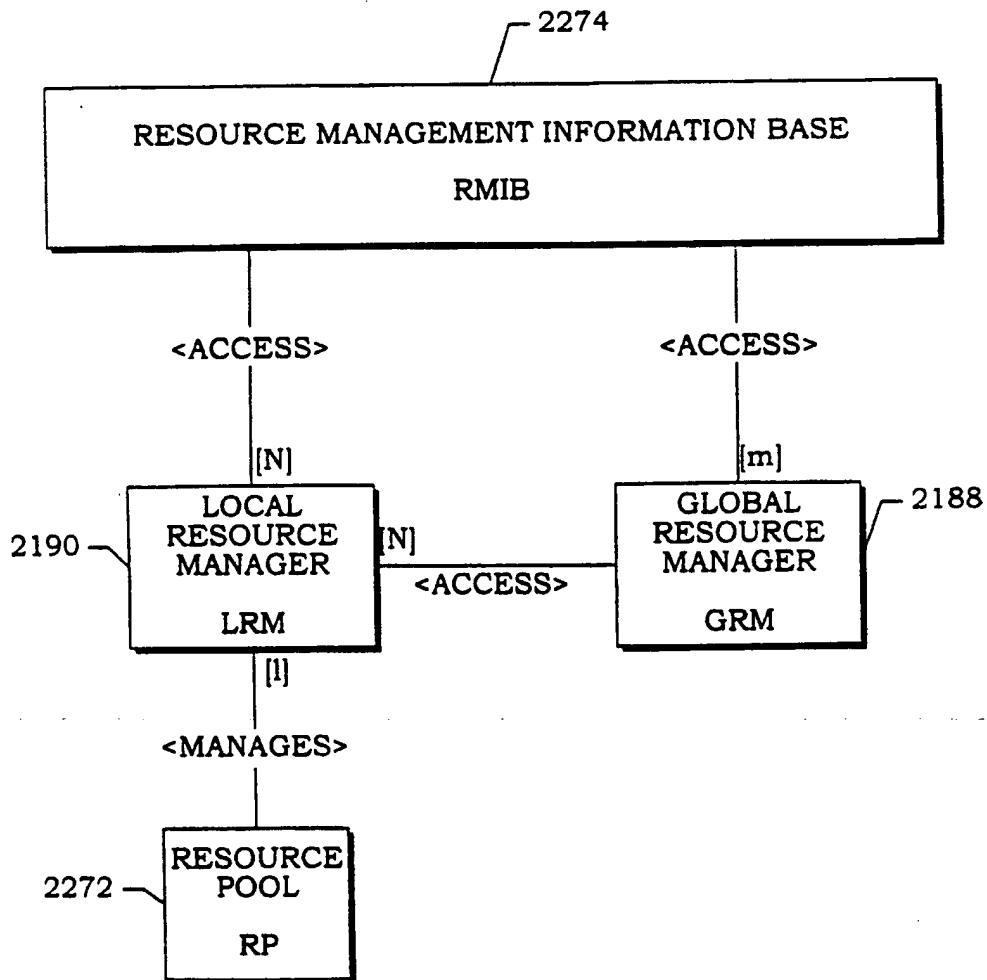 2274
RESOURCE MANAGEMENT INFORMATION BASE
RMIB
<ACCESS>
<ACCESS>
[N]
[m]
LOCAL
RESOURCE
MANAGER
LRM
2190
[N]
<ACCESS>
GLOBAL
RESOURCE
MANAGER
GRM
2188
[l]
<MANAGES>
RESOURCE
POOL
RP
2272